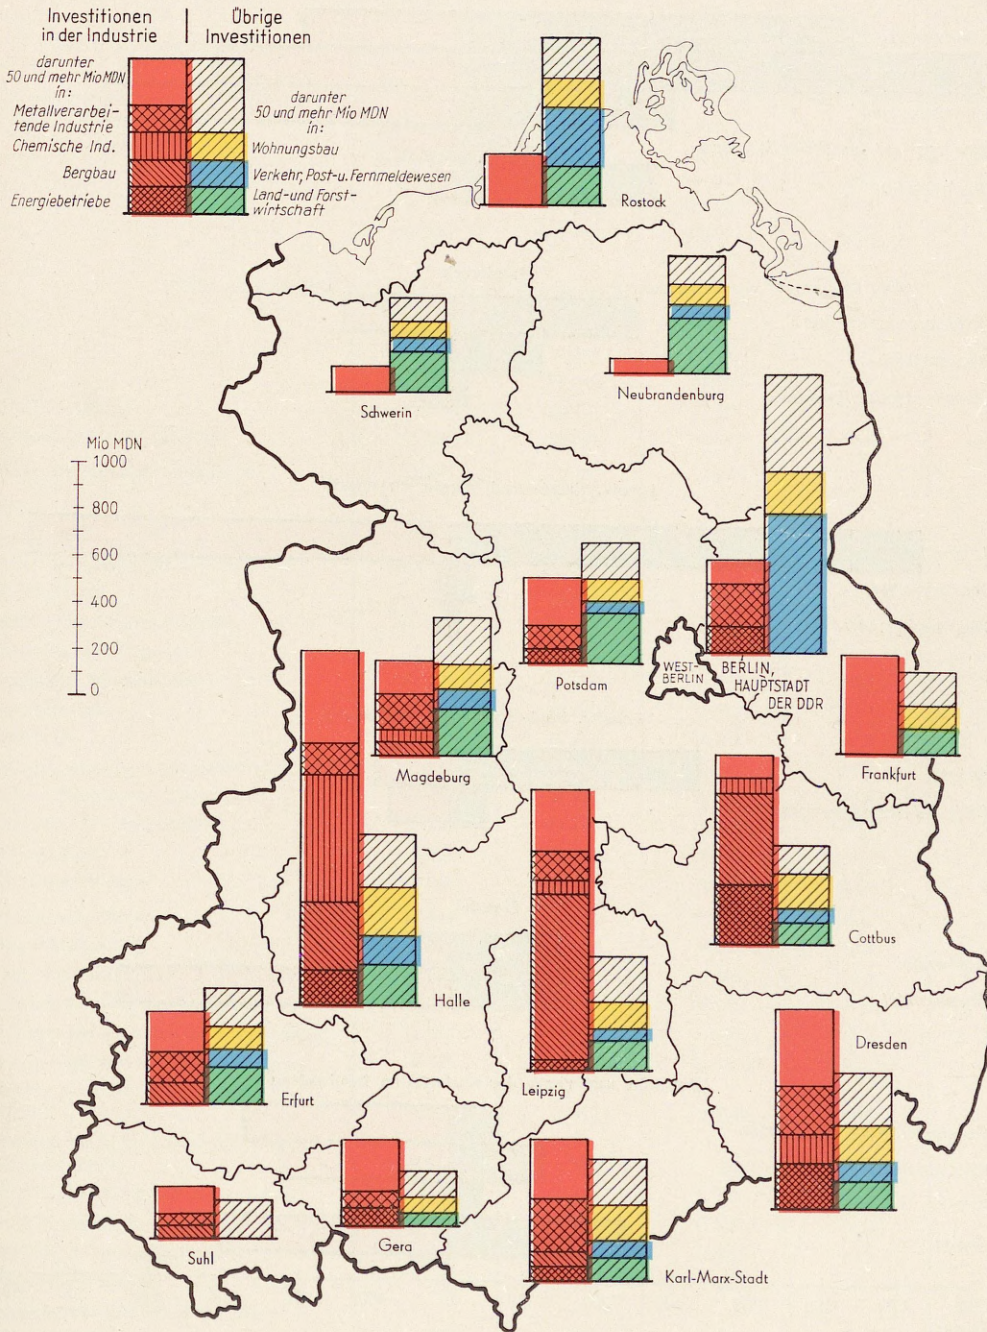 Investitionen
in der Industrie
Übrige
Investitionen
darunter
50 und mehr Mio MDN
in:
Metallverarbei-
tende Industrie
Chemische Ind.
Bergbau
Energiebetriebe
darunter
50 und mehr Mio MDN
in:
Wohnungsbau
Verkehr, Post-u. Fernmeldewesen
Land-und Forst-
wirtschaft
Rostock
Schwerin
Neubrandenburg
Mio MDN
1000
800
600
400
200
0
Potsdam
WEST-
BERLIN
BERLIN,
HAUPTSTADT
DER DDR
Magdeburg
Frankfurt
Cottbus
Halle
Leipzig
Dresden
Erfurt
Suhl
Gera
Karl-Marx-Stadt